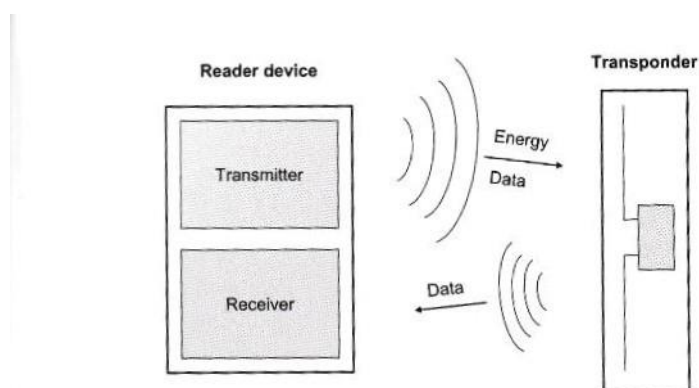 Reader device
Transponder
Transmitter
Energy
Data
Receiver
Data